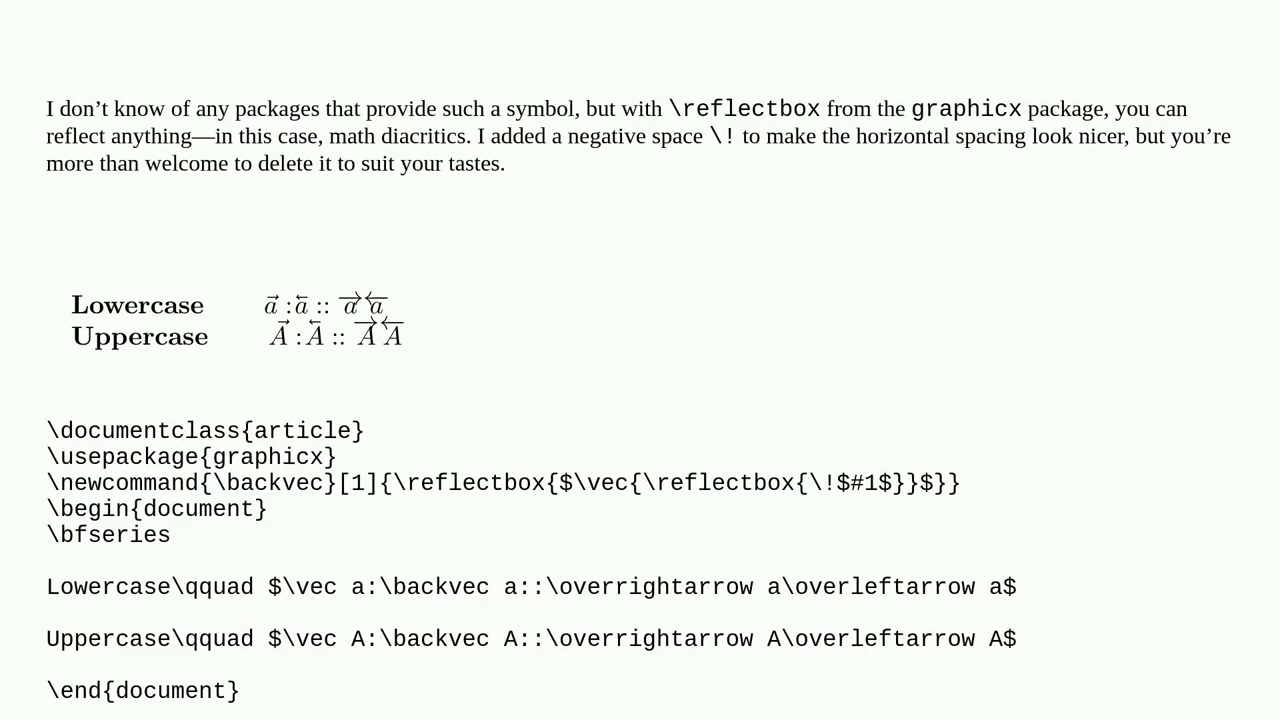 I don’t know of any packages that provide such a symbol, but with \reflectbox from the graphicx package, you can
reflect anything—in this case, math diacritics. I added a negative space \! to make the horizontal spacing look nicer, but you’re
more than welcome to delete it to suit your tastes.
Lowercase a⃗ : a⃖ :: a⃗ a⃖
Uppercase A⃗ : A⃖ :: A⃗ A⃖
\documentclass{article}
\usepackage{graphicx}
\newcommand{\backvec}[1]{\reflectbox{$\vec{\reflectbox{\!$#1$}}$}}
\begin{document}
\bfseries
Lowercase\qquad $\vec a:\backvec a::\overrightarrow a\overleftarrow a$
Uppercase\qquad $\vec A:\backvec A::\overrightarrow A\overleftarrow A$
\end{document}